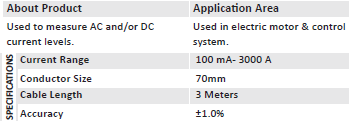 About Product Application Area
Used to measure AC and/or DC Used in electric motor & control
current levels. system.
SPECIFICATIONS
Current Range 100 mA- 3000 A
Conductor Size 70mm
Cable Length 3 Meters
Accuracy ±1.0%